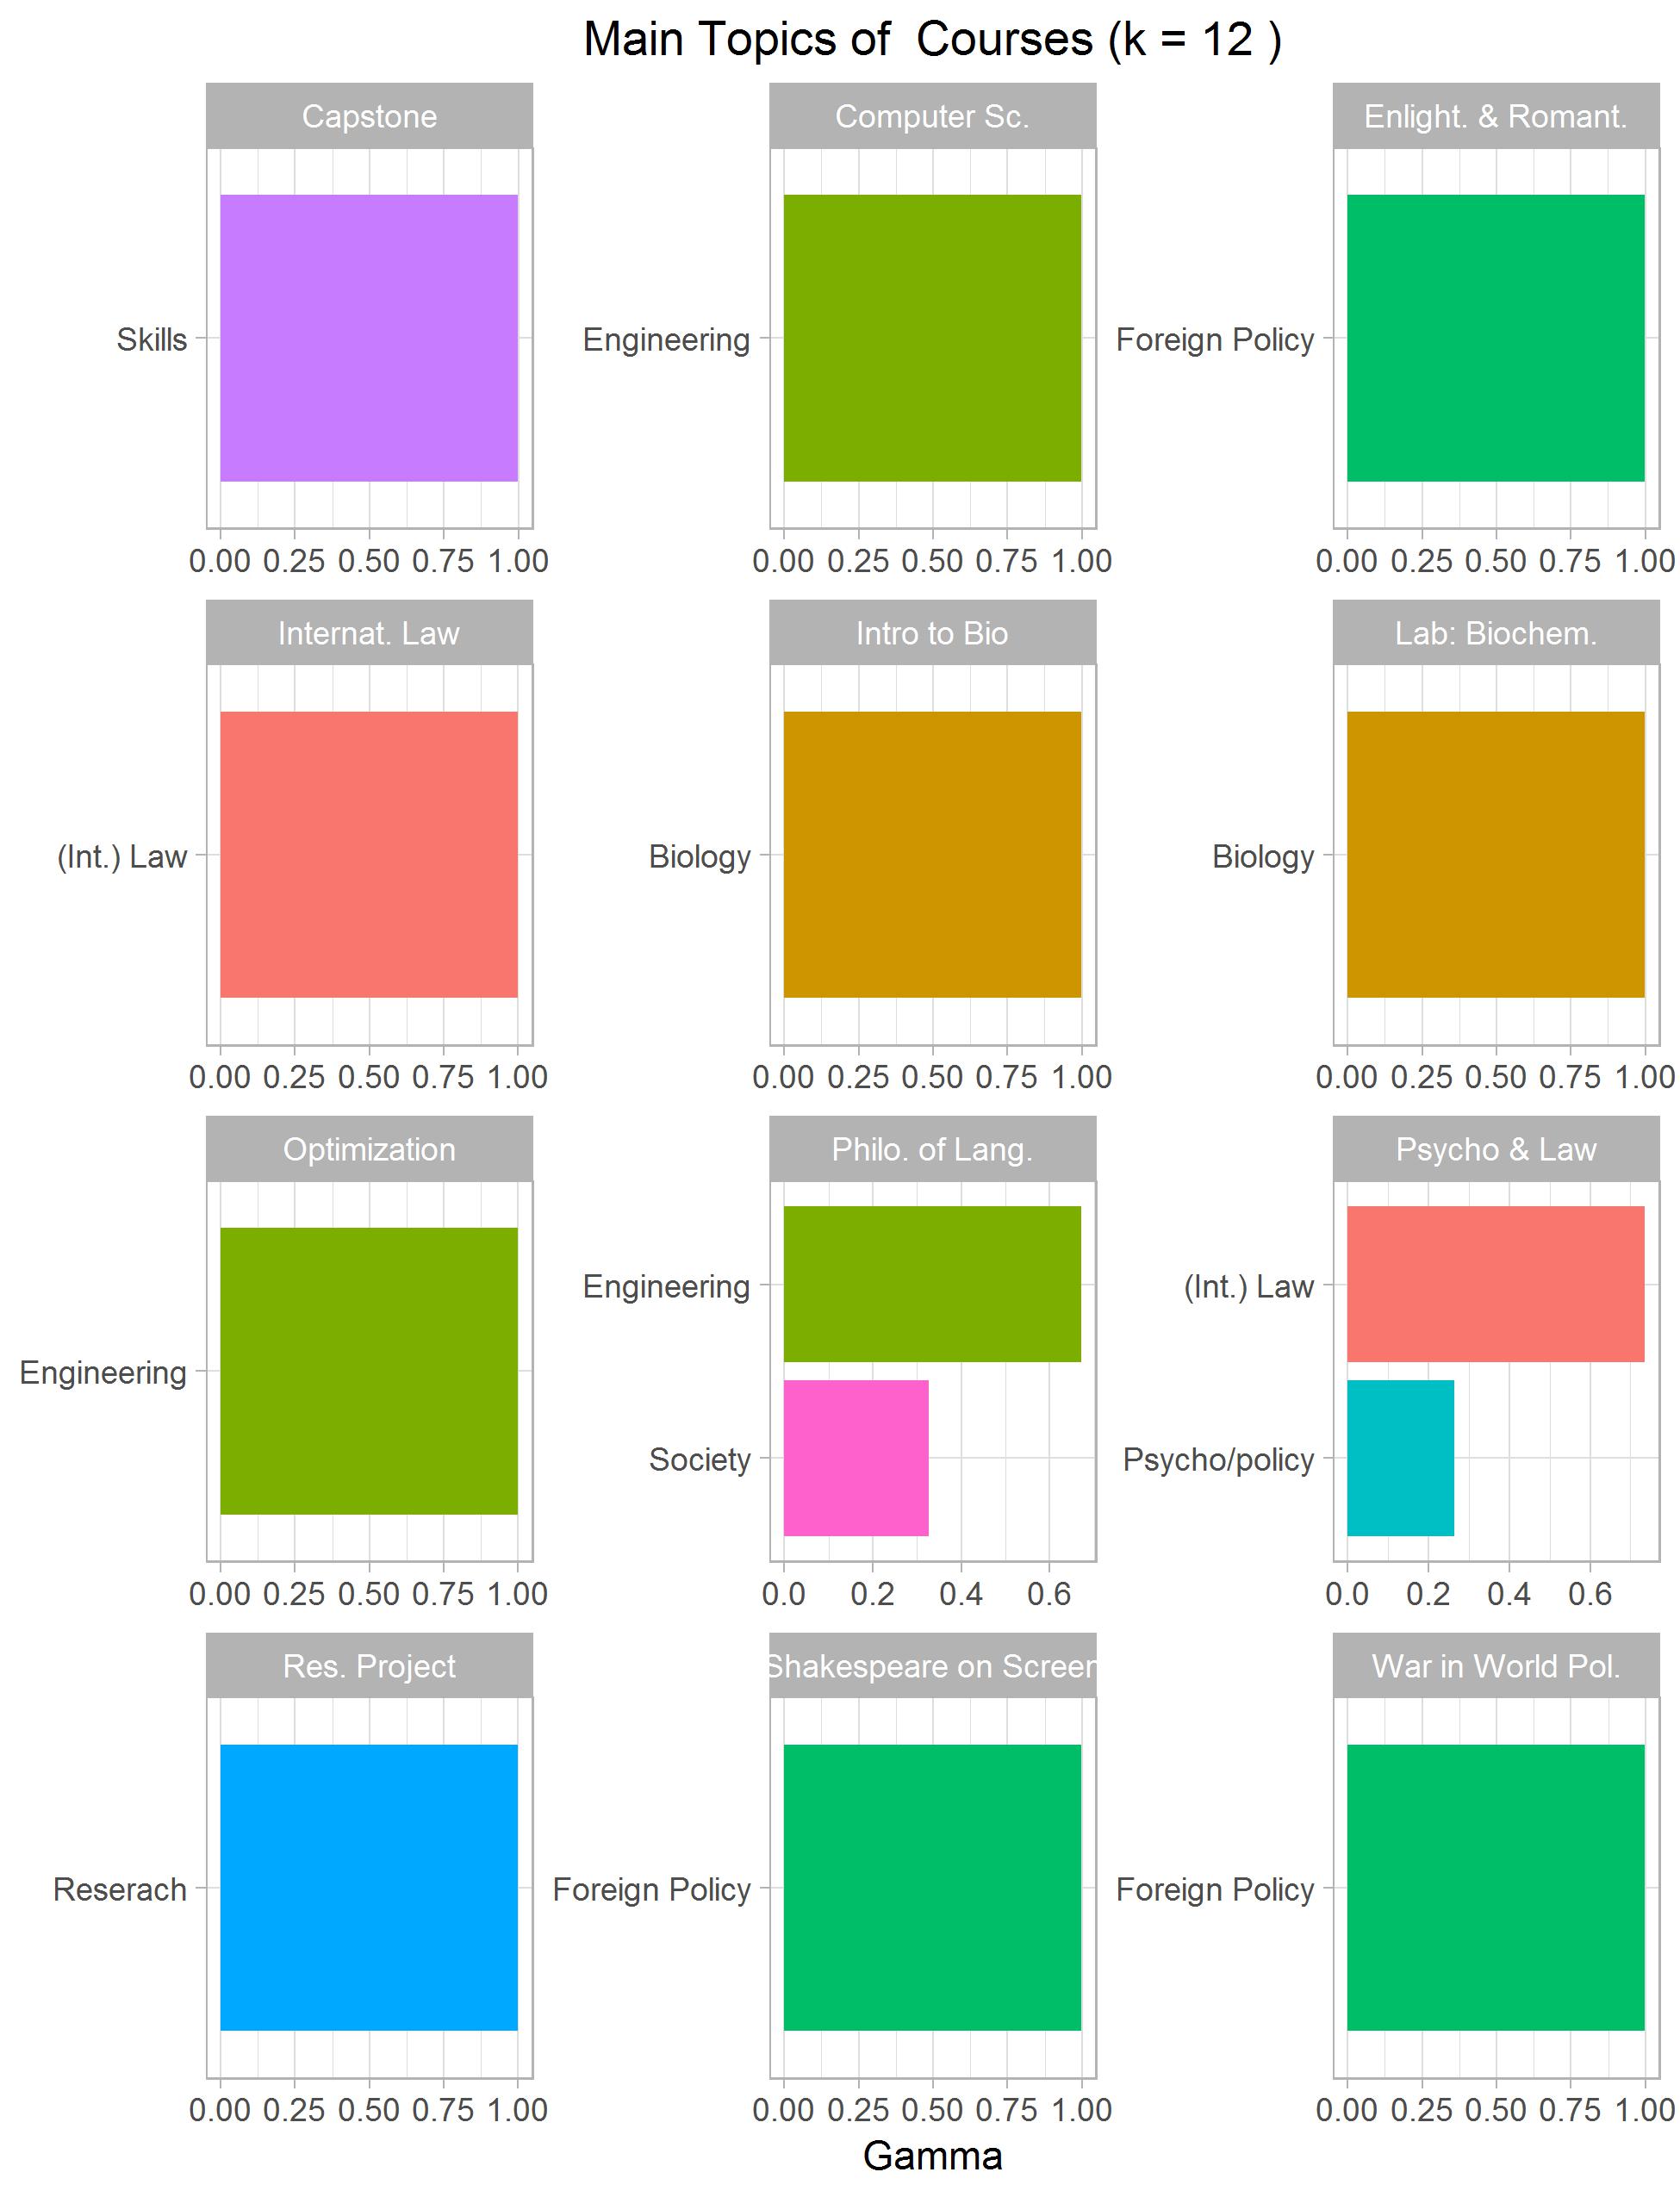 Main Topics of  Courses (k = 12 )
Capstone
Computer Sc.
Enlight. & Romant.
Skills
Engineering
Foreign Policy
0.00 0.25 0.50 0.75 1.00
0.00 0.25 0.50 0.75 1.00
0.00 0.25 0.50 0.75 1.00
Internat. Law
Intro to Bio
Lab: Biochem.
(Int.) Law
Biology
Biology
0.00 0.25 0.50 0.75 1.00
0.00 0.25 0.50 0.75 1.00
0.00 0.25 0.50 0.75 1.00
Optimization
Philo. of Lang.
Psycho & Law
Engineering
Engineering
Society
(Int.) Law
Psycho/policy
0.00 0.25 0.50 0.75 1.00
0.0 0.2 0.4 0.6
0.0 0.2 0.4 0.6
Res. Project
Shakespeare on Screen
War in World Pol.
Reserach
Foreign Policy
Foreign Policy
0.00 0.25 0.50 0.75 1.00
0.00 0.25 0.50 0.75 1.00
0.00 0.25 0.50 0.75 1.00
Gamma